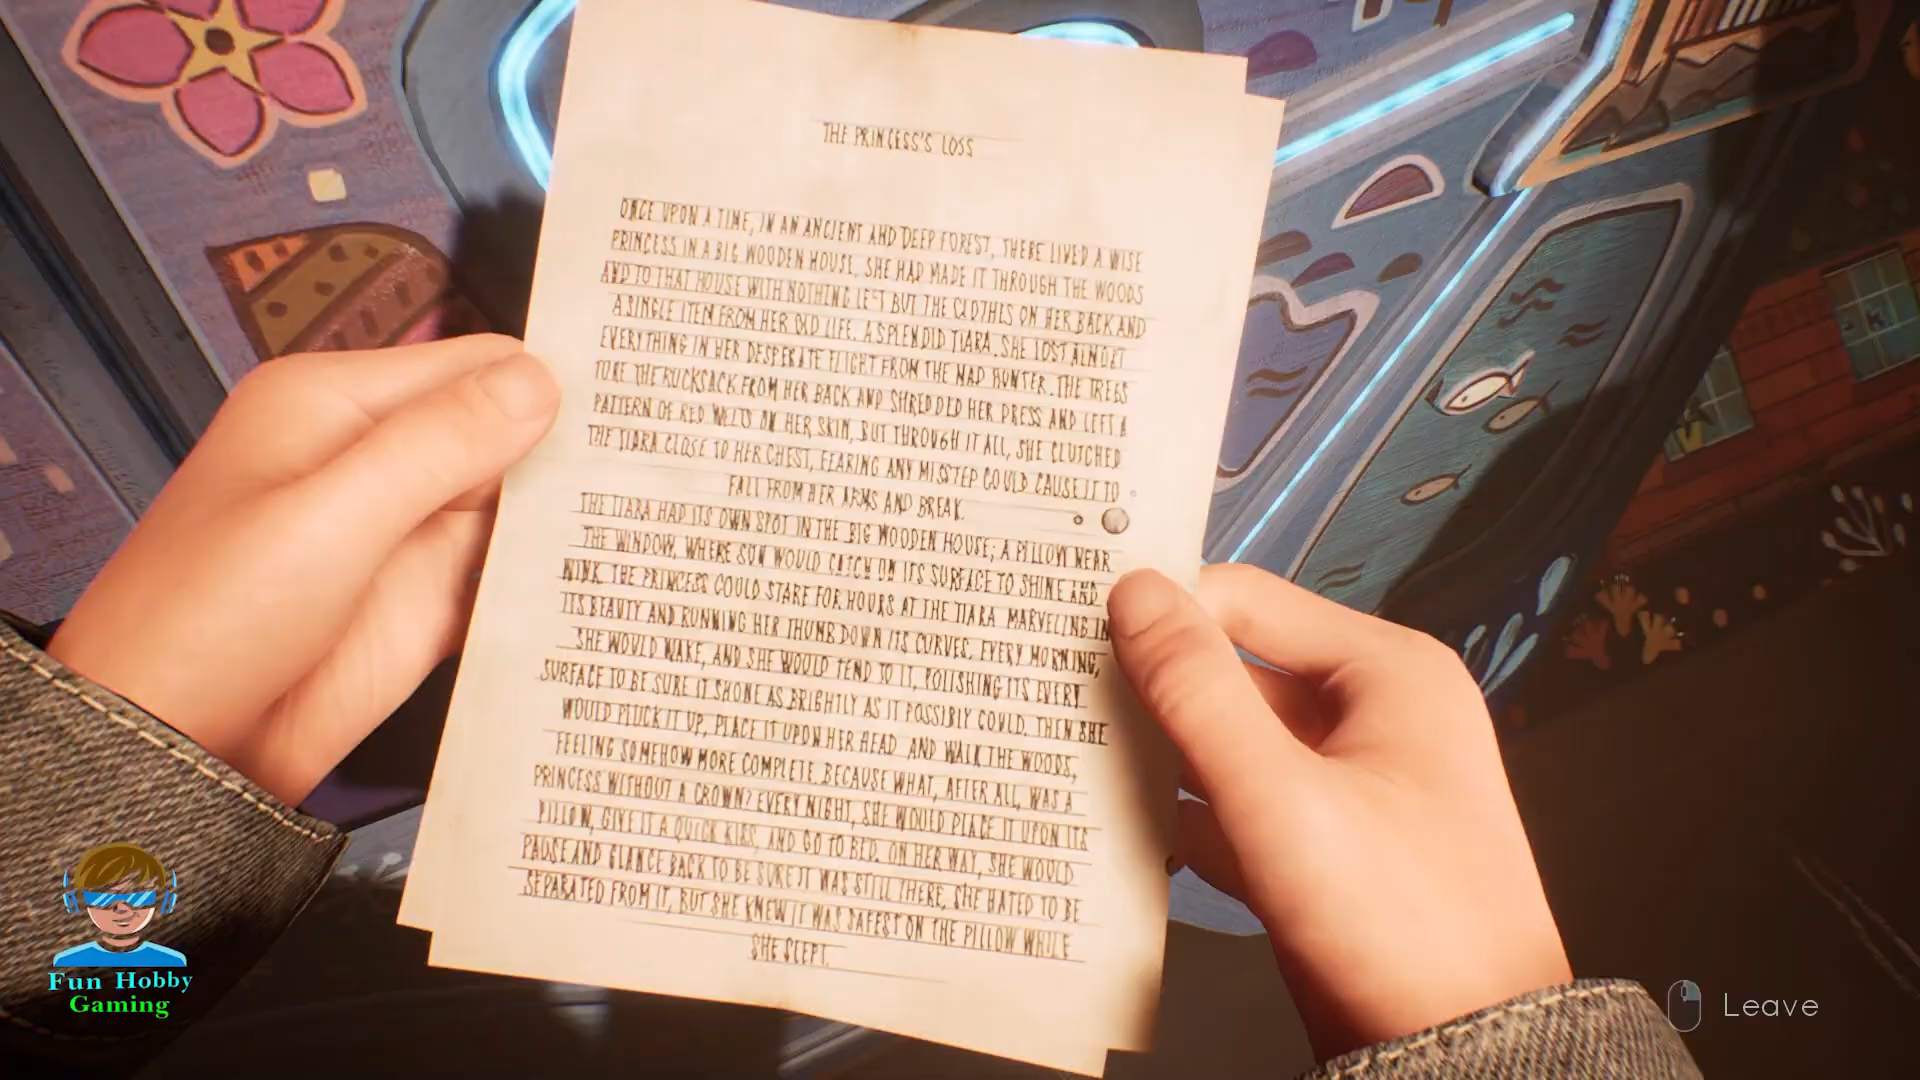 THE PRINCESS'S LOSS
ONCE UPON A TIME, IN AN ANCIENT AND DEEP FOREST, THERE LIVED A WISE
PRINCESS IN A BIG WOODEN HOUSE, SHE HAD MADE IT THROUGH THE WOODS
AND TO THAT HOUSE WITH NOTHING LEFT BUT THE CLOTHES ON HER BACK AND
A SINGLE ITEM FROM HER OLD LIFE, A SPLENDID TIARA. SHE LOST ALMOST
EVERYTHING IN HER DESPERATE FLIGHT FROM THE MAD HUNTER. THE TREES
TORE THE RUCKSACK FROM HER BACK AND SHREDDED HER DRESS AND LEFT A
PATTERN OF RED WELTS ON HER SKIN, BUT THROUGH IT ALL, SHE CLUTCHED
THE TIARA CLOSE TO HER CHEST, FEARING ANY MISSTEP COULD CAUSE IT TO
FALL FROM HER ARMS AND BREAK.
THE TIARA HAD ITS OWN SPOT IN THE BIG WOODEN HOUSE; A PILLOW NEAR
THE WINDOW, WHERE SUN WOULD CATCH ON ITS SURFACE TO SHINE AND
WINK. THE PRINCESS COULD STARE FOR HOURS AT THE TIARA MARVELING IN
ITS BEAUTY AND RUNNING HER THUMB DOWN ITS CURVES. EVERY MORNING,
SHE WOULD WAKE, AND SHE WOULD TEND TO IT, POLISHING ITS EVERY
SURFACE TO BE SURE IT SHONE AS BRIGHTLY AS IT POSSIBLY COULD. THEN SHE
WOULD PLUCK IT UP, PLACE IT UPON HER HEAD AND WALK THE WOODS,
FEELING SOMEHOW MORE COMPLETE. BECAUSE WHAT, AFTER ALL, WAS A
PRINCESS WITHOUT A CROWN? EVERY NIGHT, SHE WOULD PLACE IT UPON ITS
PILLOW, GIVE IT A QUICK KISS, AND GO TO BED. ON HER WAY, SHE WOULD
PAUSE AND GLANCE BACK TO BE SURE IT WAS STILL THERE, SHE HATED TO BE
SEPARATED FROM IT, BUT SHE KNEW IT WAS SAFEST ON THE PILLOW WHILE
SHE SLEPT.
Fun Hobby
Gaming
Leave